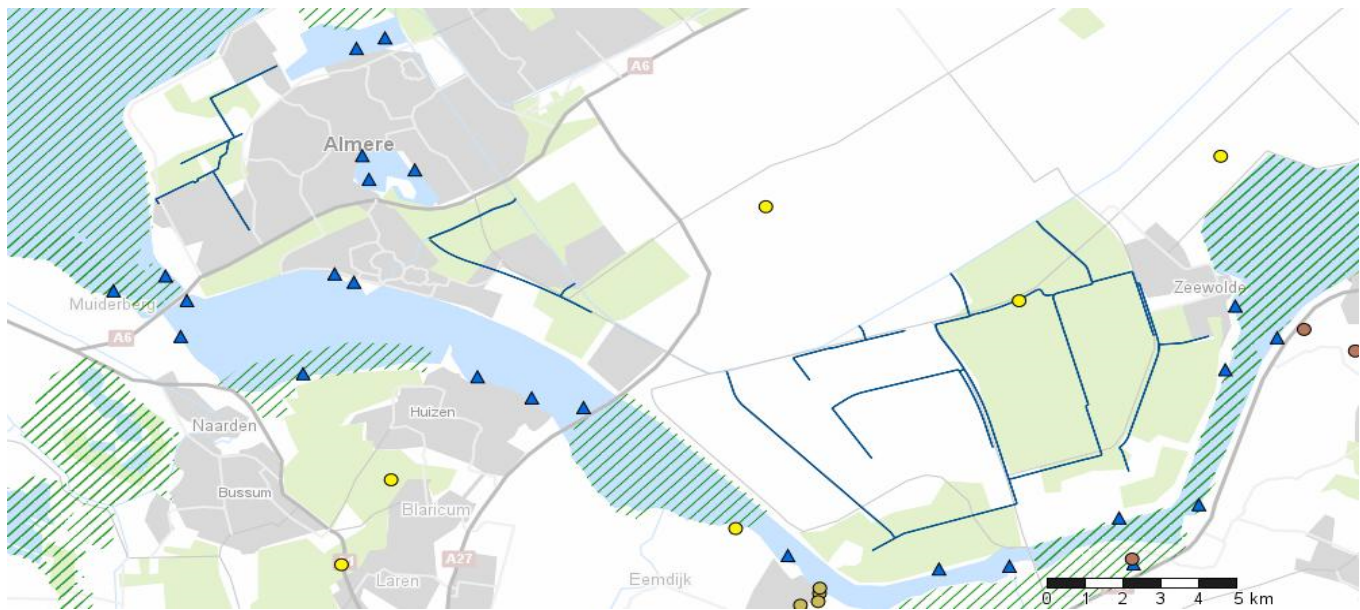 A6
Almere
Zeewolde
Muiderberg
A6
Naarden
Huizen
Bussum
Blaricum
A27
Laren
Eemdijk
0 1 2 3 4 5 km